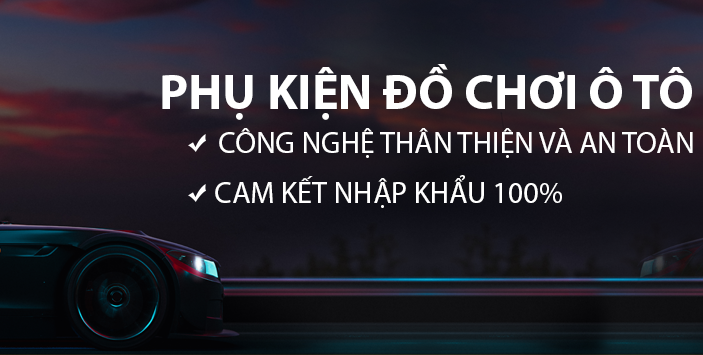 PHỤ KIỆN ĐỒ CHƠI Ô TÔ
CÔNG NGHỆ THÂN THIỆN VÀ AN TOÀN
CAM KẾT NHẬP KHẨU 100%